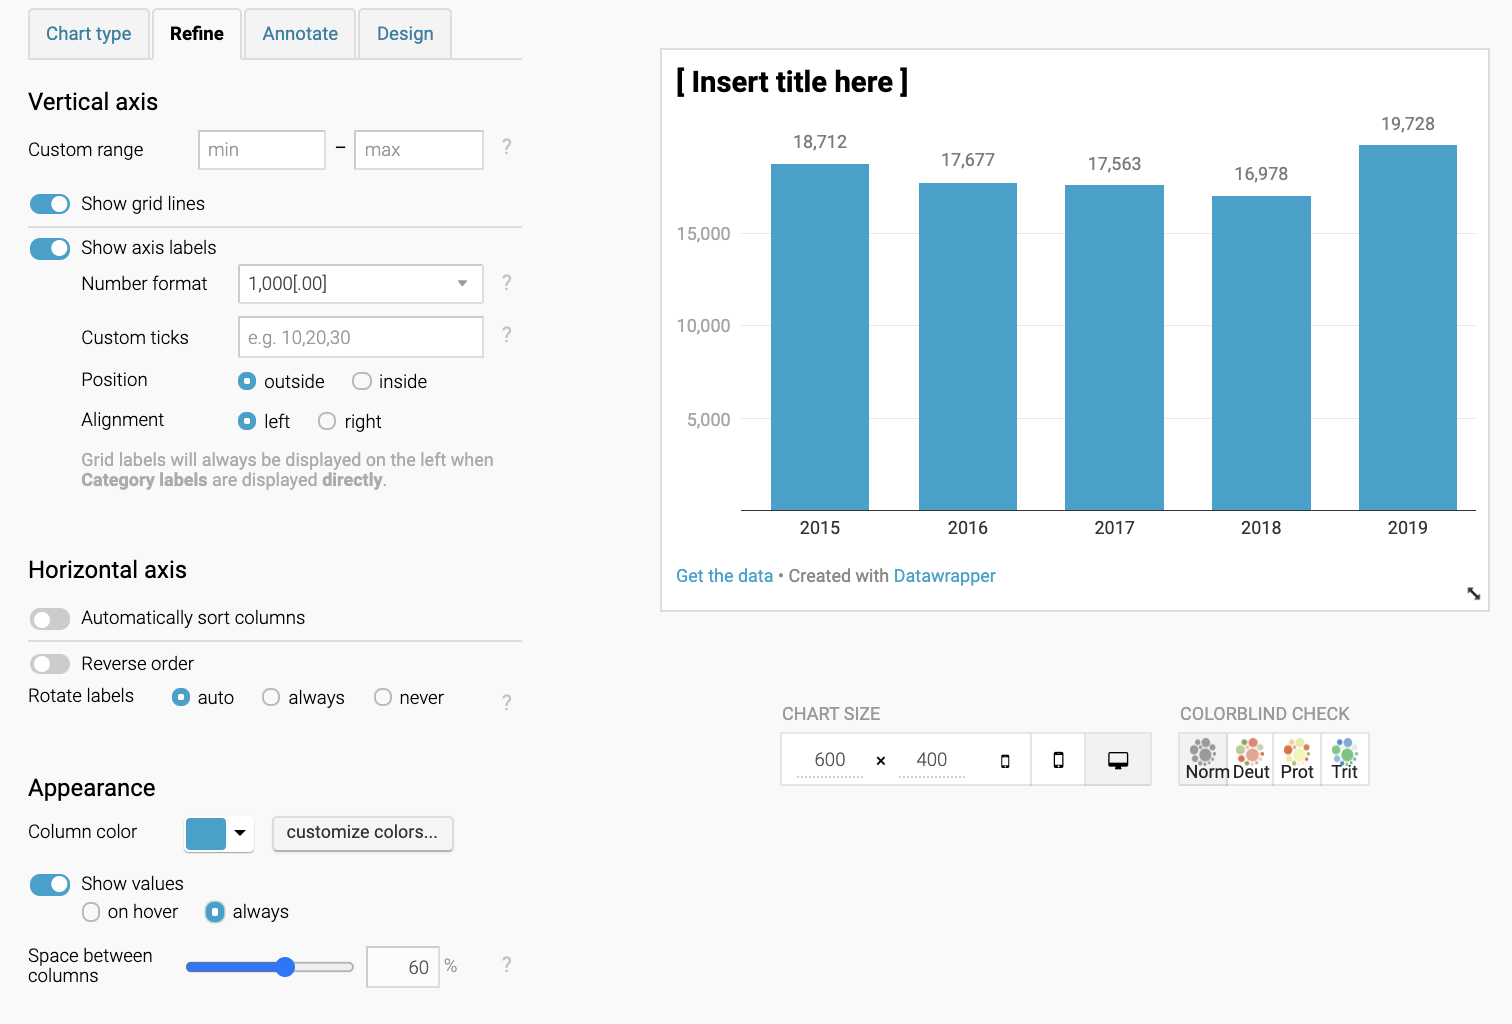 Chart type
Refine
Annotate
Design
Vertical axis
Custom range
min
–
max
?
Show grid lines
Show axis labels
Number format
1,000[.00]
?
Custom ticks
e.g. 10,20,30
?
Position
outside
inside
Alignment
left
right
Grid labels will always be displayed on the left when
Category labels are displayed directly.
Horizontal axis
Automatically sort columns
Reverse order
Rotate labels
auto
always
never
?
Appearance
Column color
customize colors...
Show values
on hover
always
Space between
columns
60
%
?
[ Insert title here ]
18,712
17,677
17,563
16,978
19,728
15,000
10,000
5,000
2015
2016
2017
2018
2019
Get the data • Created with Datawrapper
CHART SIZE
600 × 400
COLORBLIND CHECK
Norm
Deut
Prot
Trit